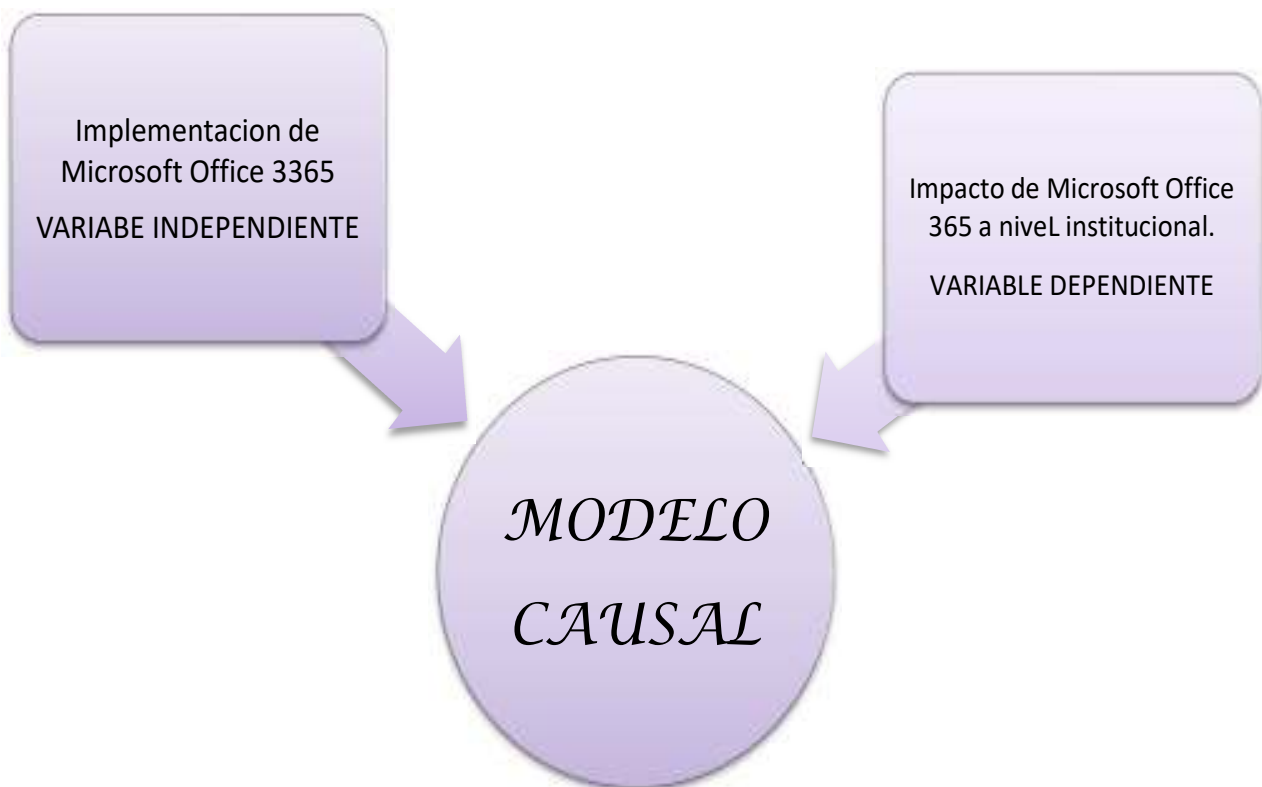 Implementacion de
Microsoft Office 3365
VARIABE INDEPENDIENTE
Impacto de Microsoft Office
365 a niveL institucional.
VARIABLE DEPENDIENTE
MODELO
CAUSAL